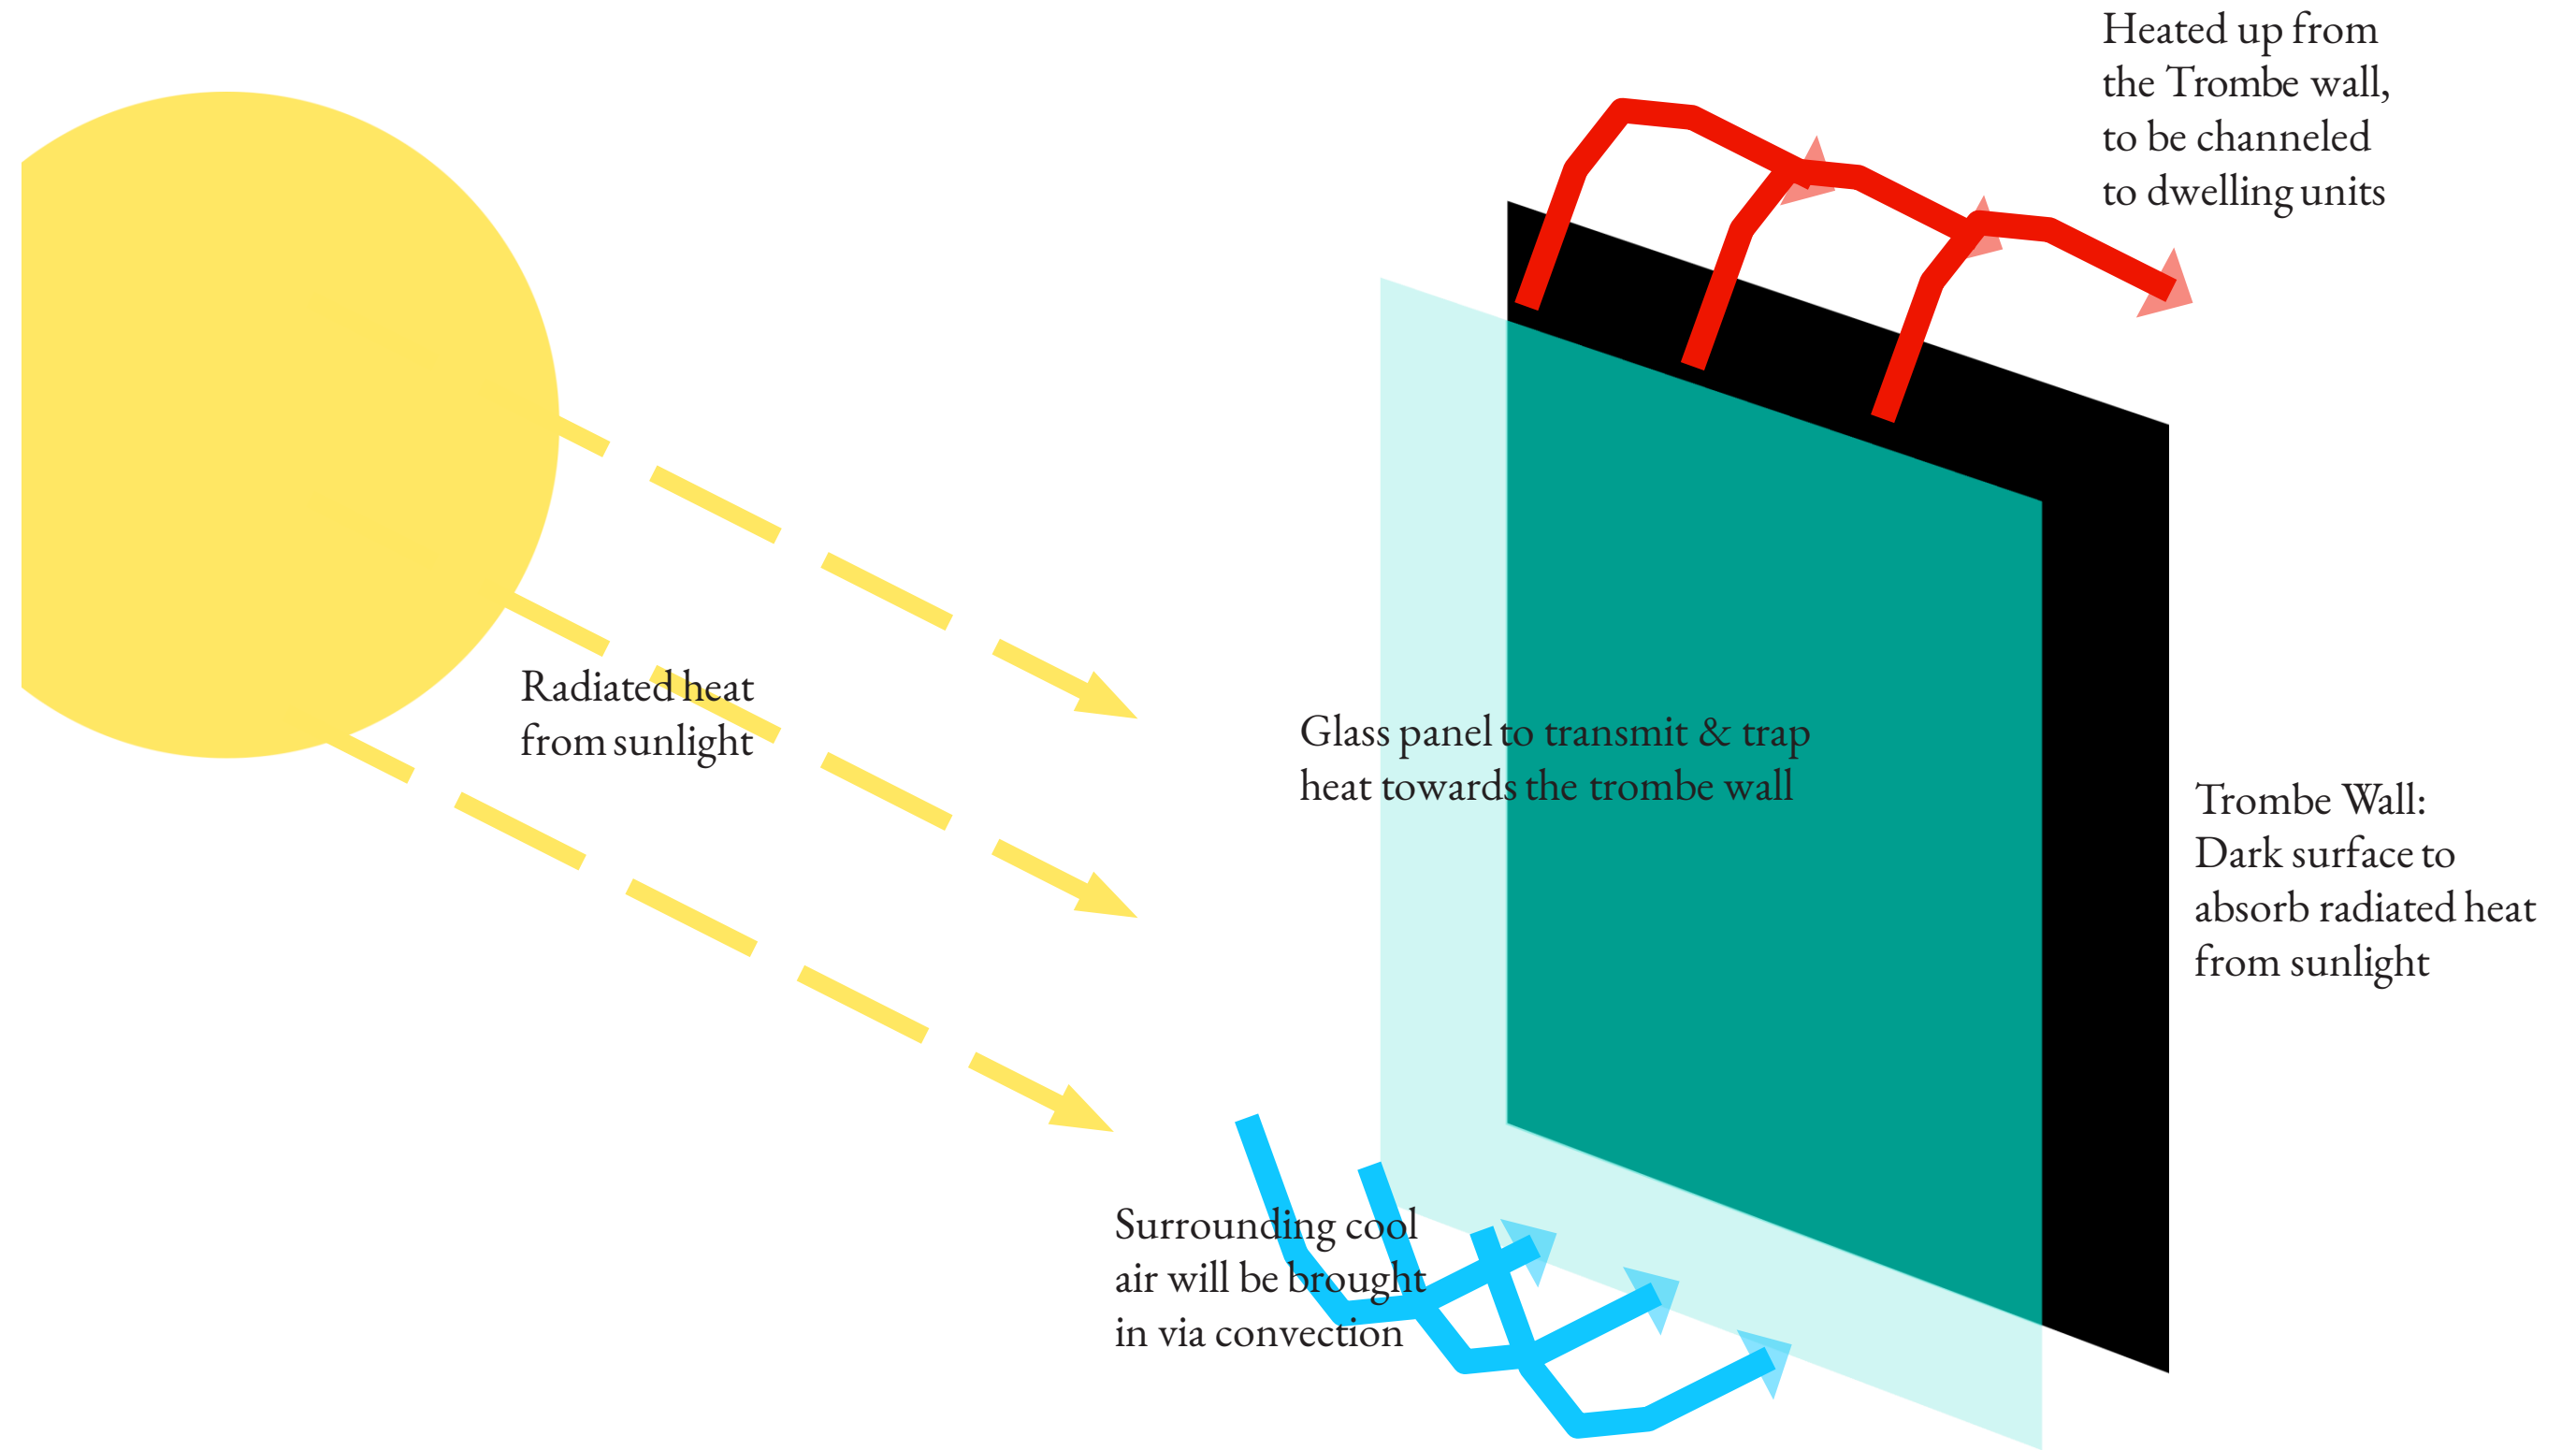 Heated up from
the Trombe wall,
to be channeled
to dwelling units
Radiated heat
from sunlight
Glass panel to transmit & trap
heat towards the trombe wall
Trombe Wall:
Dark surface to
absorb radiated heat
from sunlight
Surrounding cool
air will be brought
in via convection